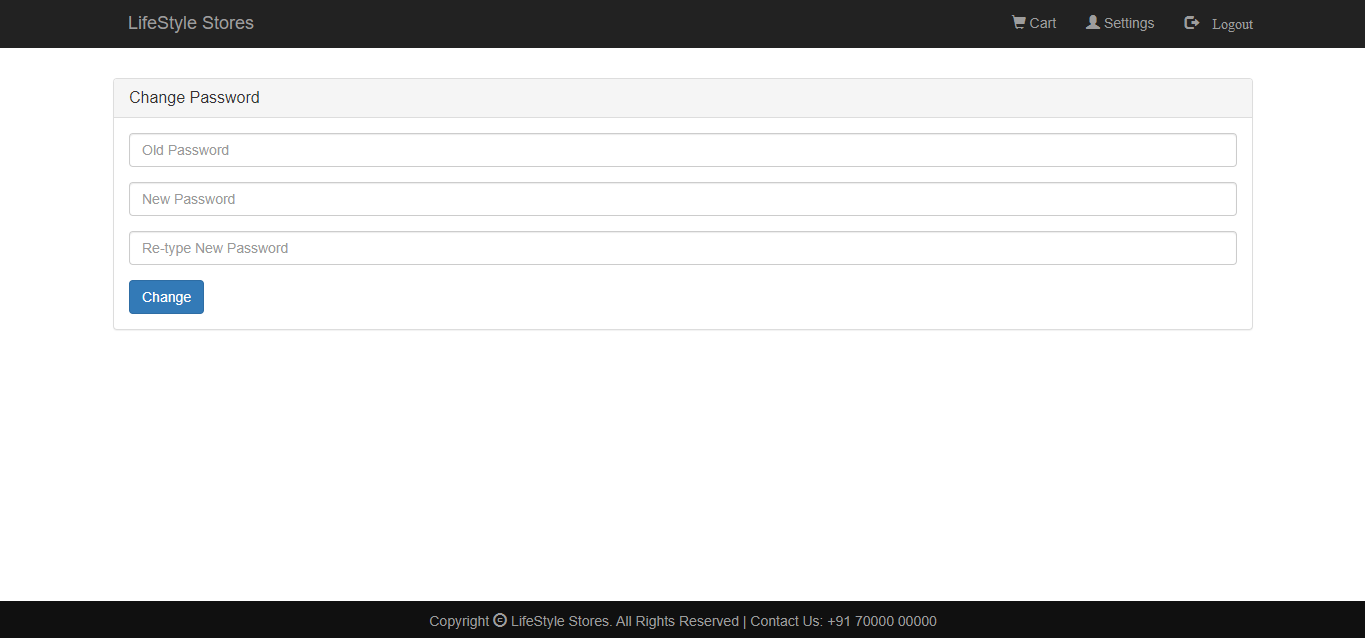 LifeStyle Stores Cart Settings Logout
Change Password
Old Password
New Password
Re-type New Password
Change
Copyright © LifeStyle Stores. All Rights Reserved | Contact Us: +91 70000 00000